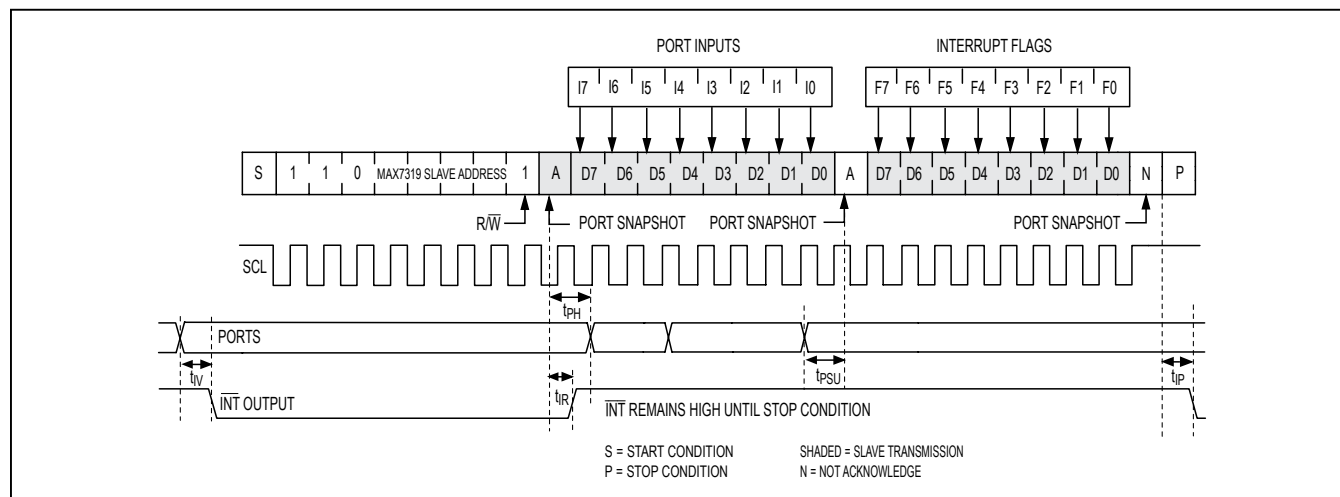 PORT INPUTS INTERRUPT FLAGS
I7 I6 I5 I4 I3 I2 I1 I0 F7 F6 F5 F4 F3 F2 F1 F0
S 1 1 0 MAX7319 SLAVE ADDRESS 1 A D7 D6 D5 D4 D3 D2 D1 D0 A D7 D6 D5 D4 D3 D2 D1 D0 N P
R/W̅ PORT SNAPSHOT PORT SNAPSHOT PORT SNAPSHOT
SCL
tPH
PORTS
tIV tIR tPSU tIP
I̅N̅T̅ OUTPUT I̅N̅T̅ REMAINS HIGH UNTIL STOP CONDITION
S = START CONDITION SHADED = SLAVE TRANSMISSION
P = STOP CONDITION N = NOT ACKNOWLEDGE